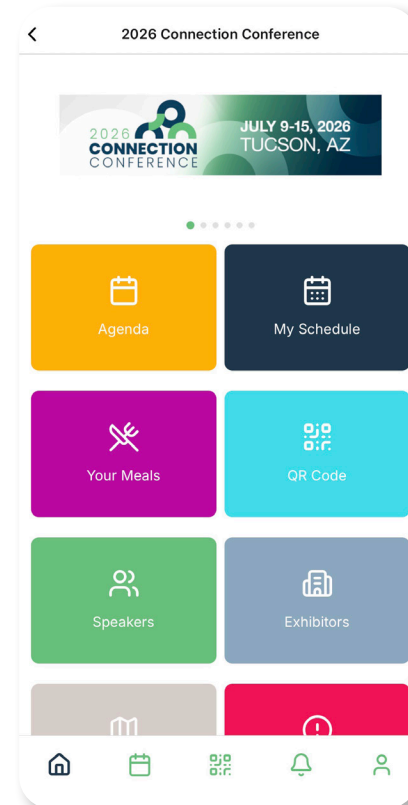 2026 Connection Conference
2026
CONNECTION
CONFERENCE
JULY 9-15, 2026
TUCSON, AZ
Agenda
My Schedule
Your Meals
QR Code
Speakers
Exhibitors